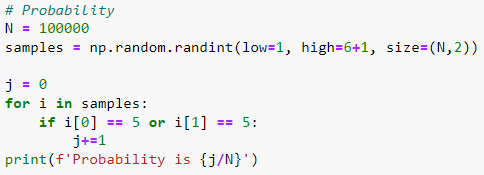 # Probability
N = 100000
samples = np.random.randint(low=1, high=6+1, size=(N,2))
j = 0
for i in samples:
    if i[0] == 5 or i[1] == 5:
        j+=1
print(f'Probability is {j/N}')